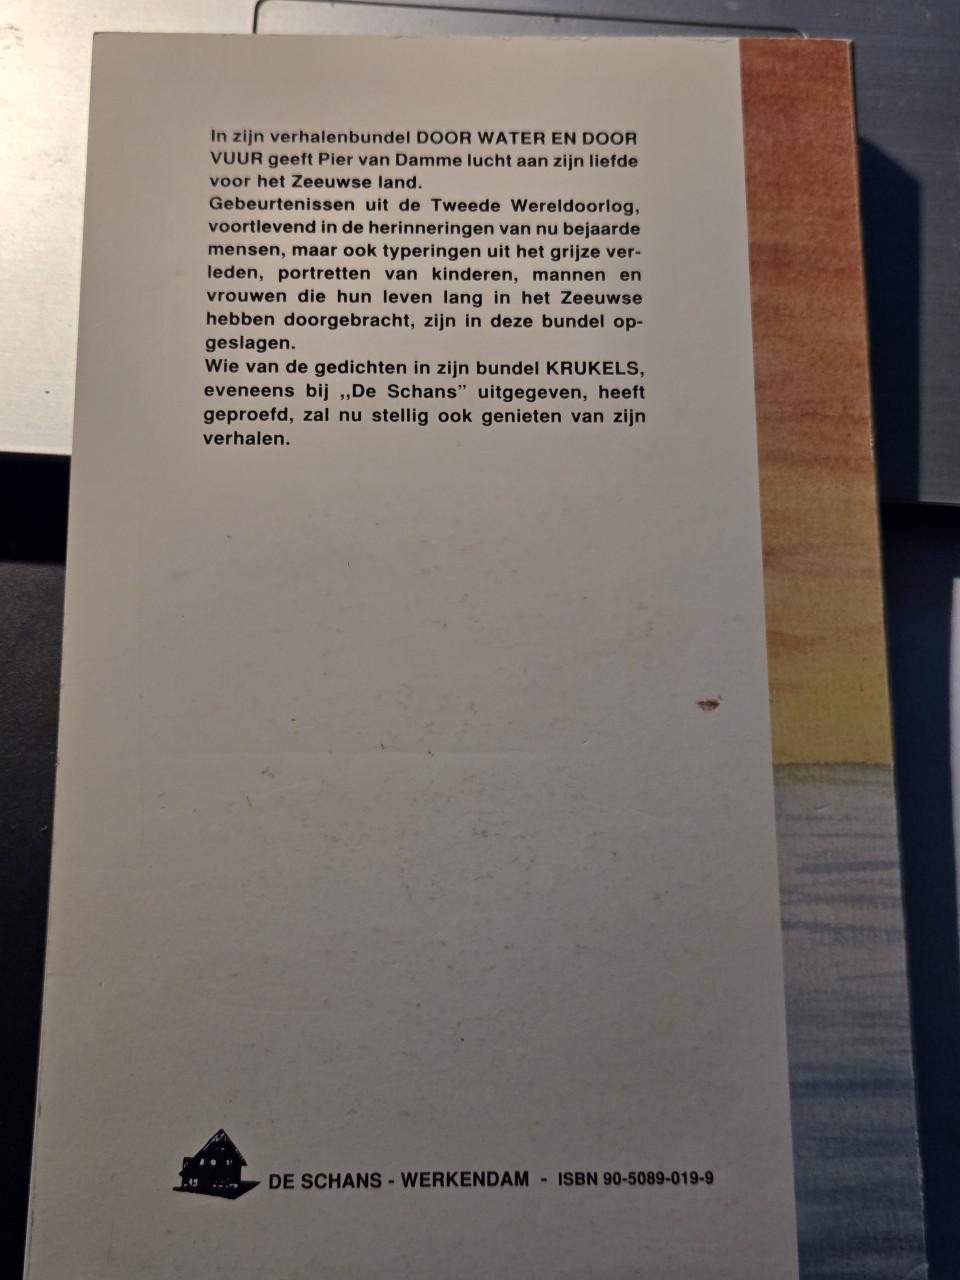 In zijn verhalenbundel DOOR WATER EN DOOR
VUUR geeft Pier van Damme lucht aan zijn liefde
voor het Zeeuwse land.
Gebeurtenissen uit de Tweede Wereldoorlog,
voortlevend in de herinneringen van nu bejaarde
mensen, maar ook typeringen uit het grijze ver-
leden, portretten van kinderen, mannen en
vrouwen die hun leven lang in het Zeeuwse
hebben doorgebracht, zijn in deze bundel op-
geslagen.
Wie van de gedichten in zijn bundel KRUKELS,
eveneens bij ,,De Schans” uitgegeven, heeft
geproefd, zal nu stellig ook genieten van zijn
verhalen.
DE SCHANS - WERKENDAM - ISBN 90-5089-019-9